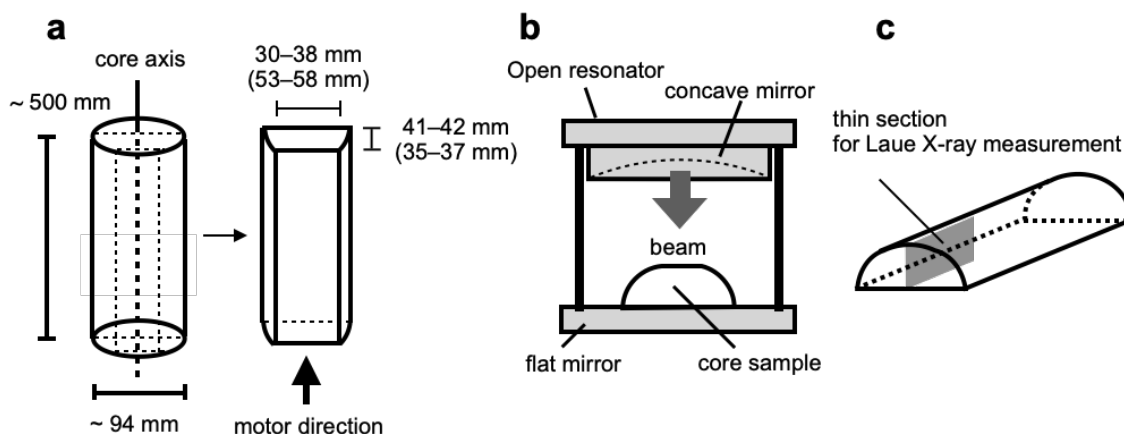 a
core axis
~ 500 mm
~ 94 mm
30–38 mm
(53–58 mm)
41–42 mm
(35–37 mm)
motor direction
b
Open resonator
concave mirror
beam
flat mirror
core sample
c
thin section
for Laue X-ray measurement